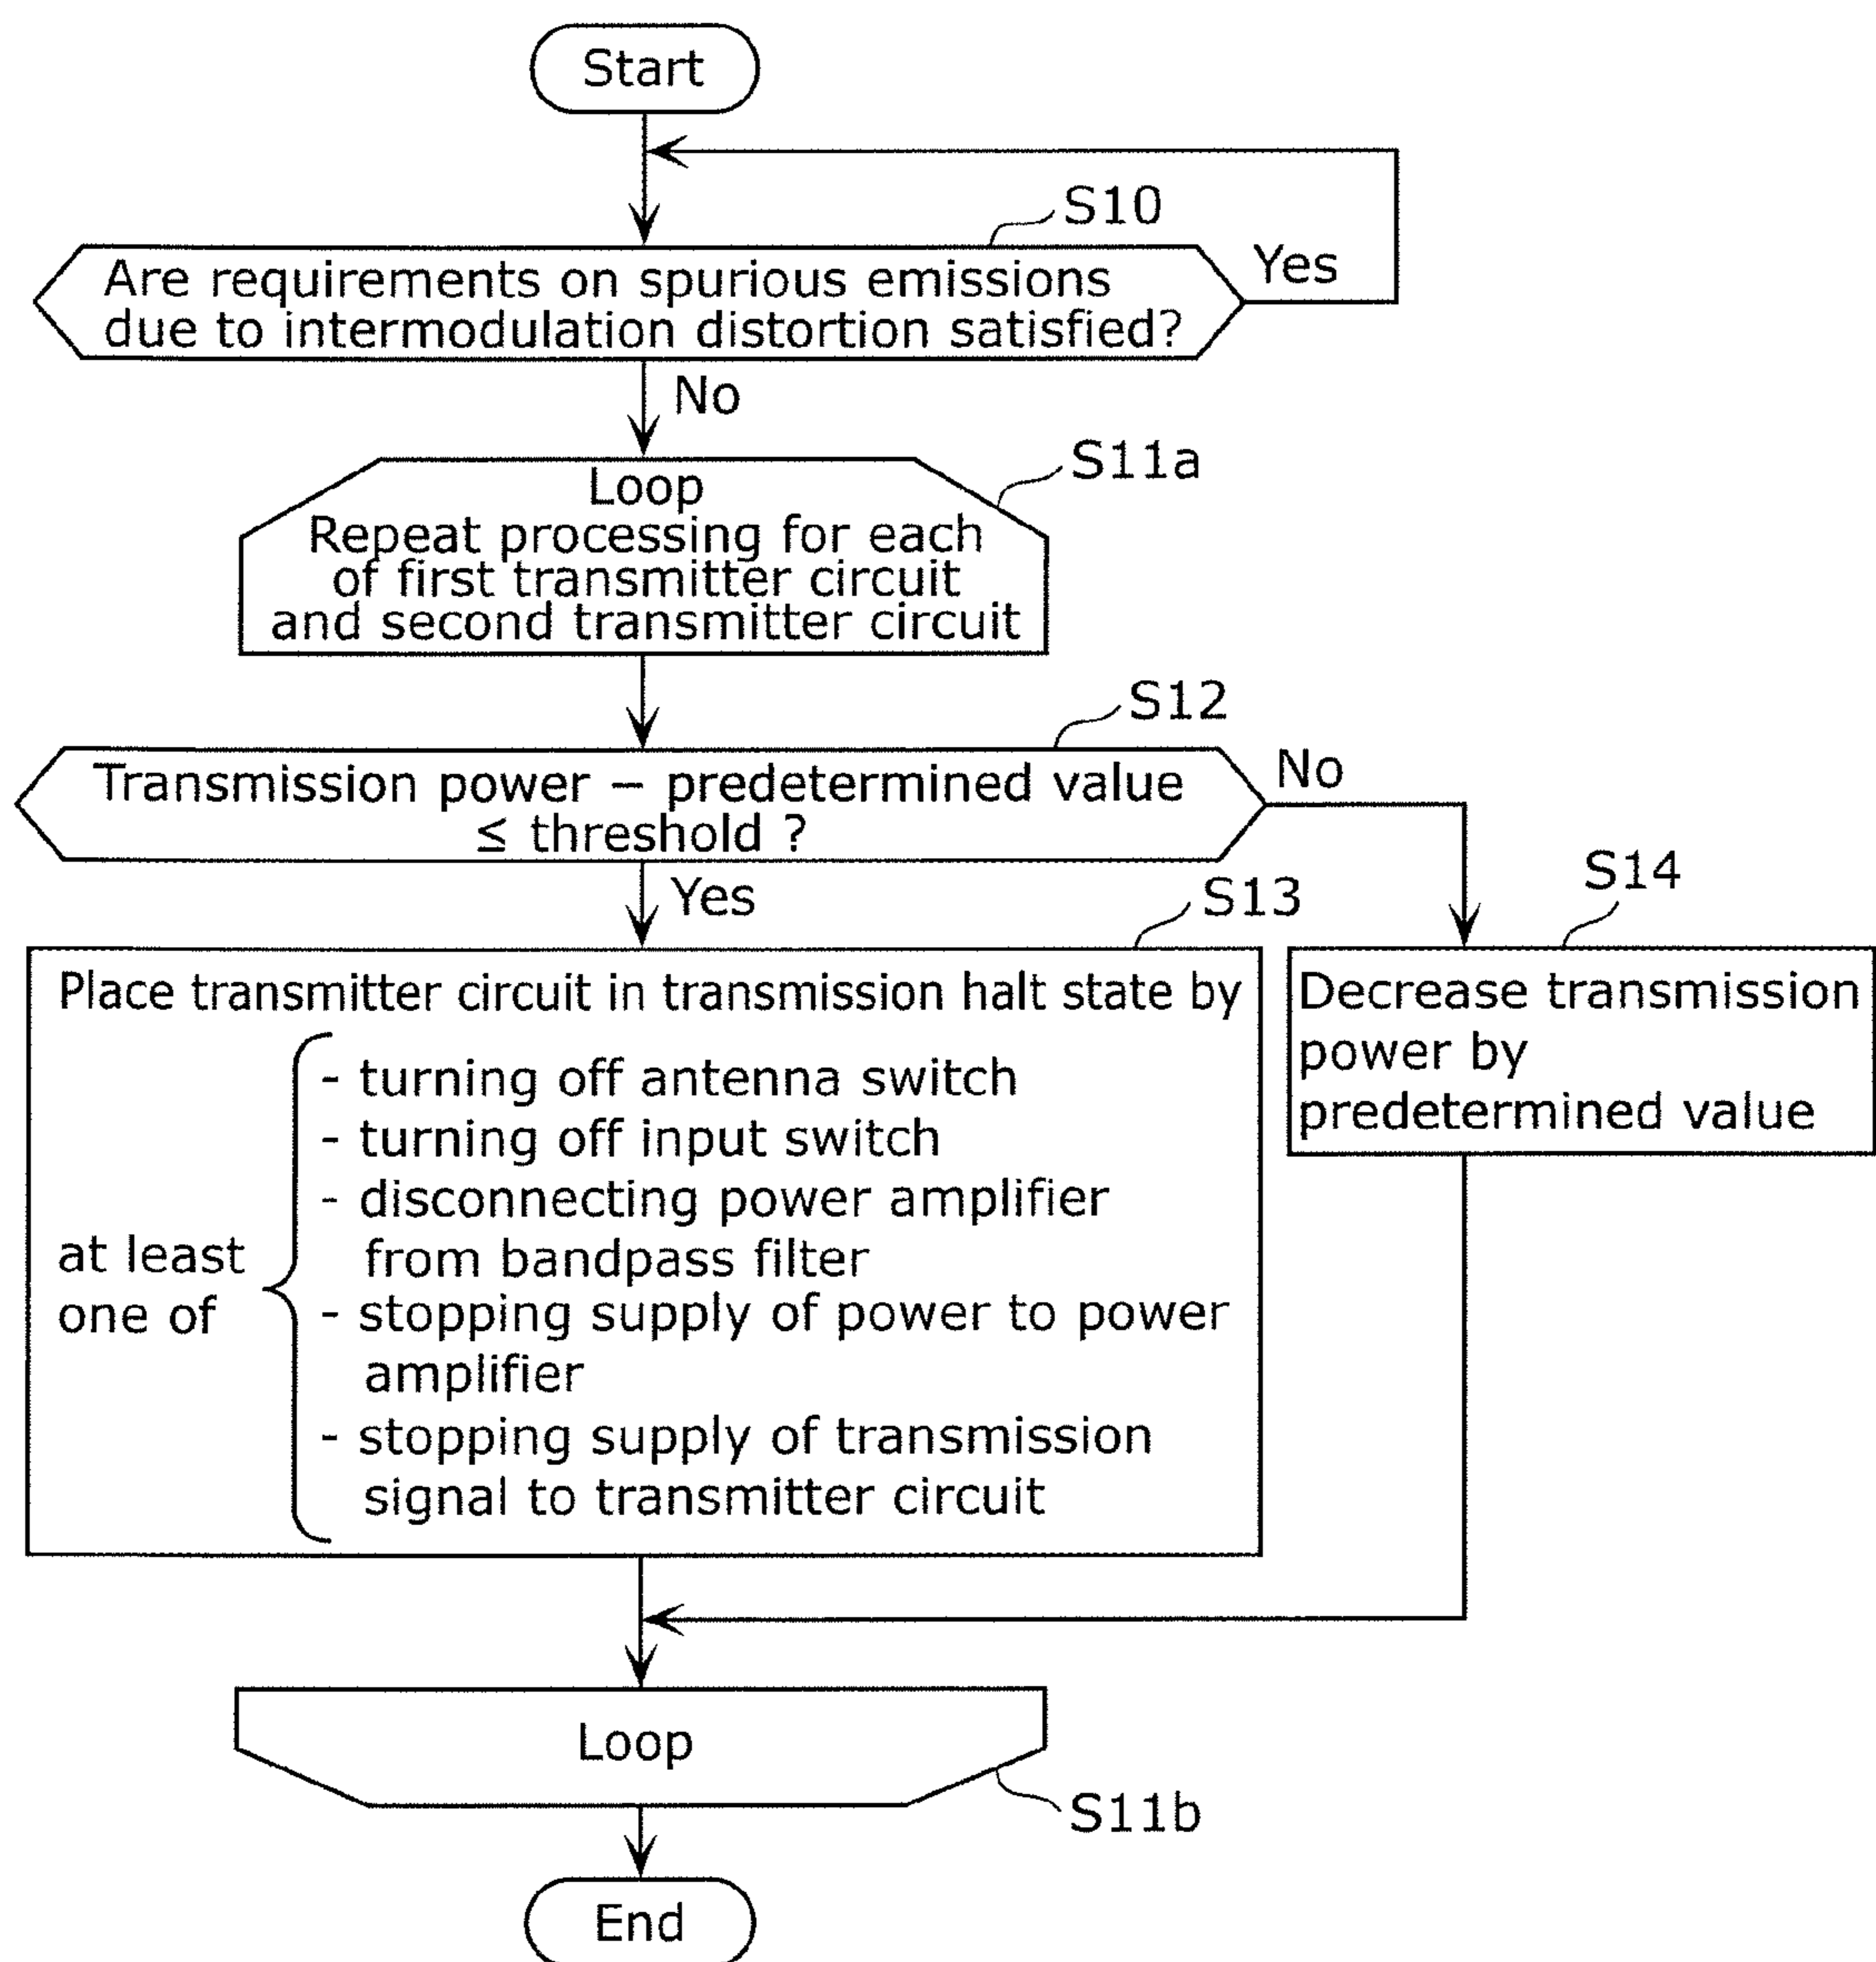 Start
S10
Are requirements on spurious emissions
due to intermodulation distortion satisfied?
Yes
No
S11a
Loop
Repeat processing for each
of first transmitter circuit
and second transmitter circuit
S12
Transmission power – predetermined value
≤ threshold ?
No
Yes
S13
S14
Place transmitter circuit in transmission halt state by
at least
one of
- turning off antenna switch
- turning off input switch
- disconnecting power amplifier
from bandpass filter
- stopping supply of power to power
amplifier
- stopping supply of transmission
signal to transmitter circuit
Decrease transmission
power by
predetermined value
Loop
S11b
End